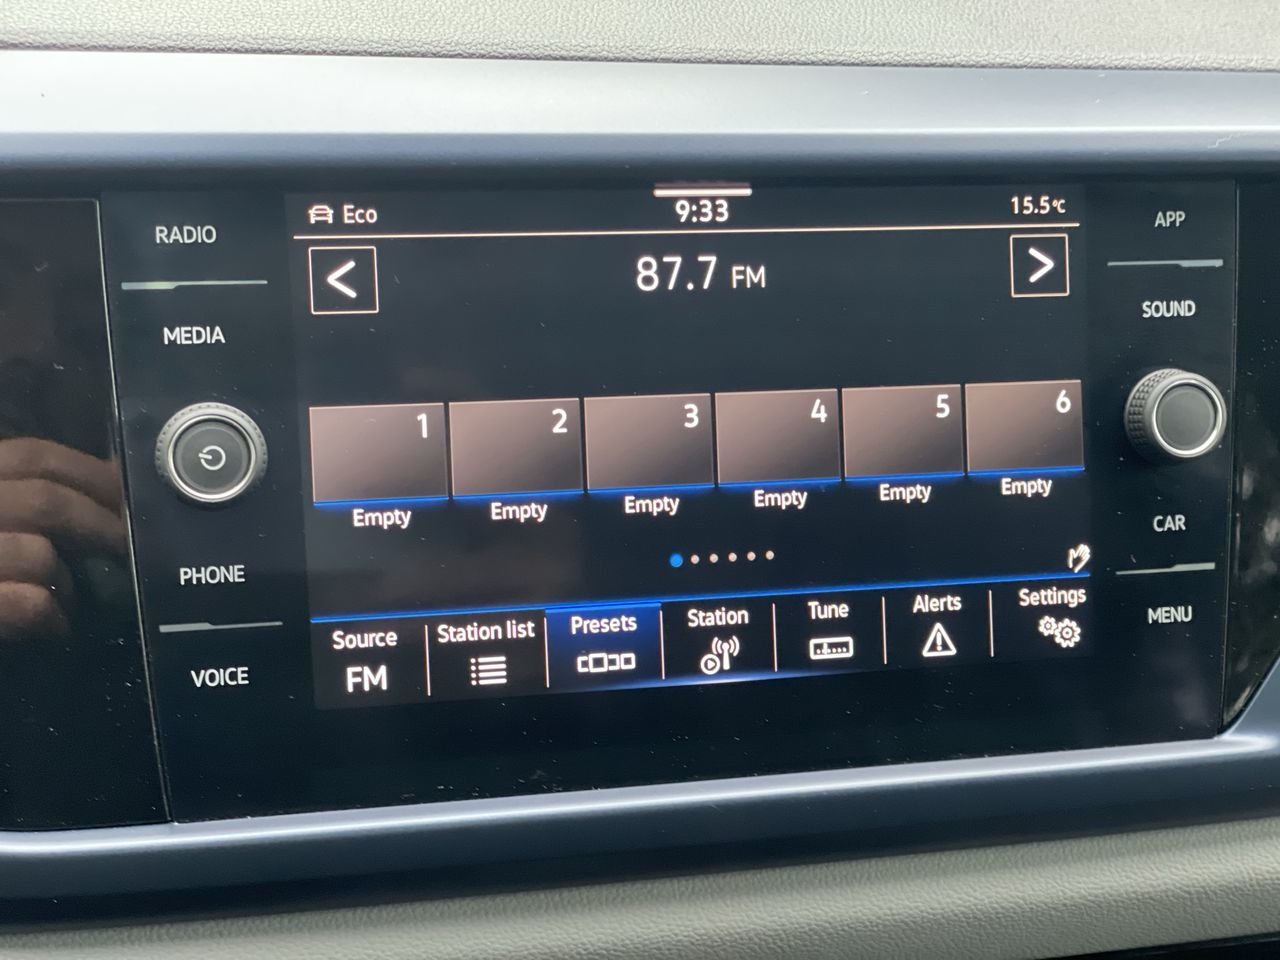 RADIO
MEDIA
PHONE
VOICE
Eco
9:33
15.5°C
<
87.7 FM
>
1
2
3
4
5
6
Empty
Empty
Empty
Empty
Empty
Empty
Source
FM
Station list
Presets
Station
Tune
Alerts
Settings
APP
SOUND
CAR
MENU